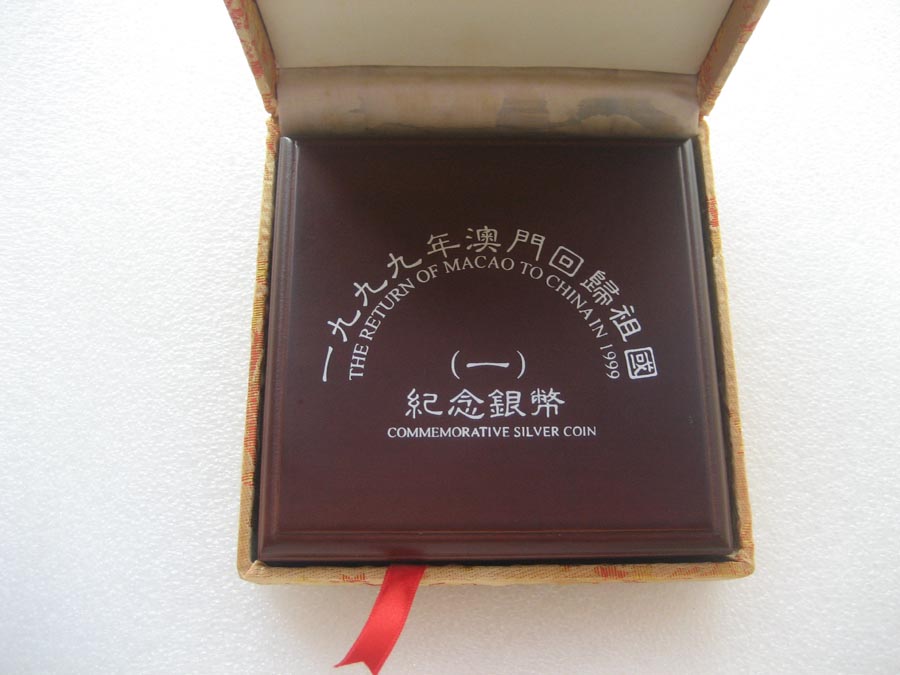 一九九九年澳門回歸祖國
THE RETURN OF MACAO TO CHINA IN 1999
(一)
紀念銀幣
COMMEMORATIVE SILVER COIN